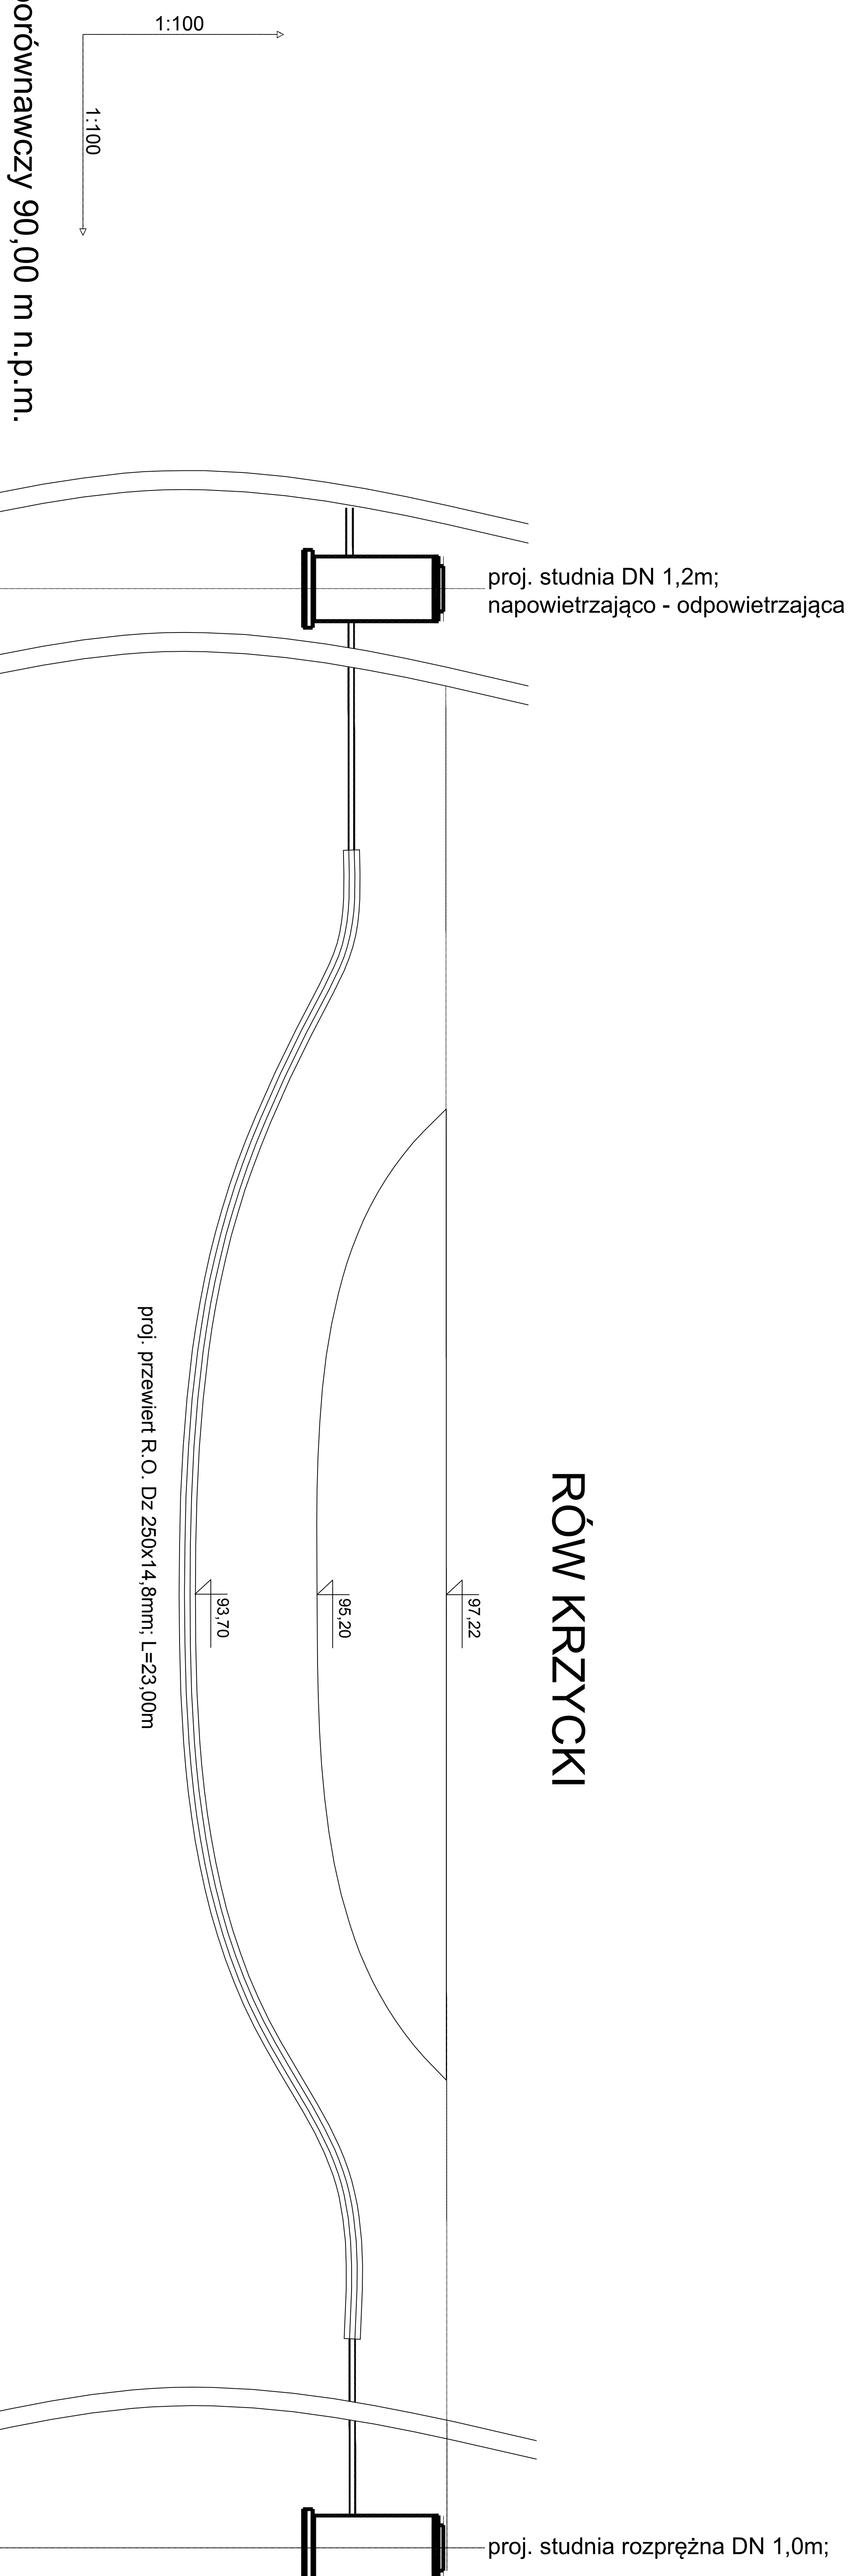 1:100
1:100
90,00 m n.p.m.
proj. studnia DN 1,2m;
napowietrzająco - odpowietrzająca
RÓW KRZYCKI
97,22
95,20
93,70
proj. przewiert R.O. Dz 250x14,8mm; L=23,00m
proj. studnia rozprężna DN 1,0m;